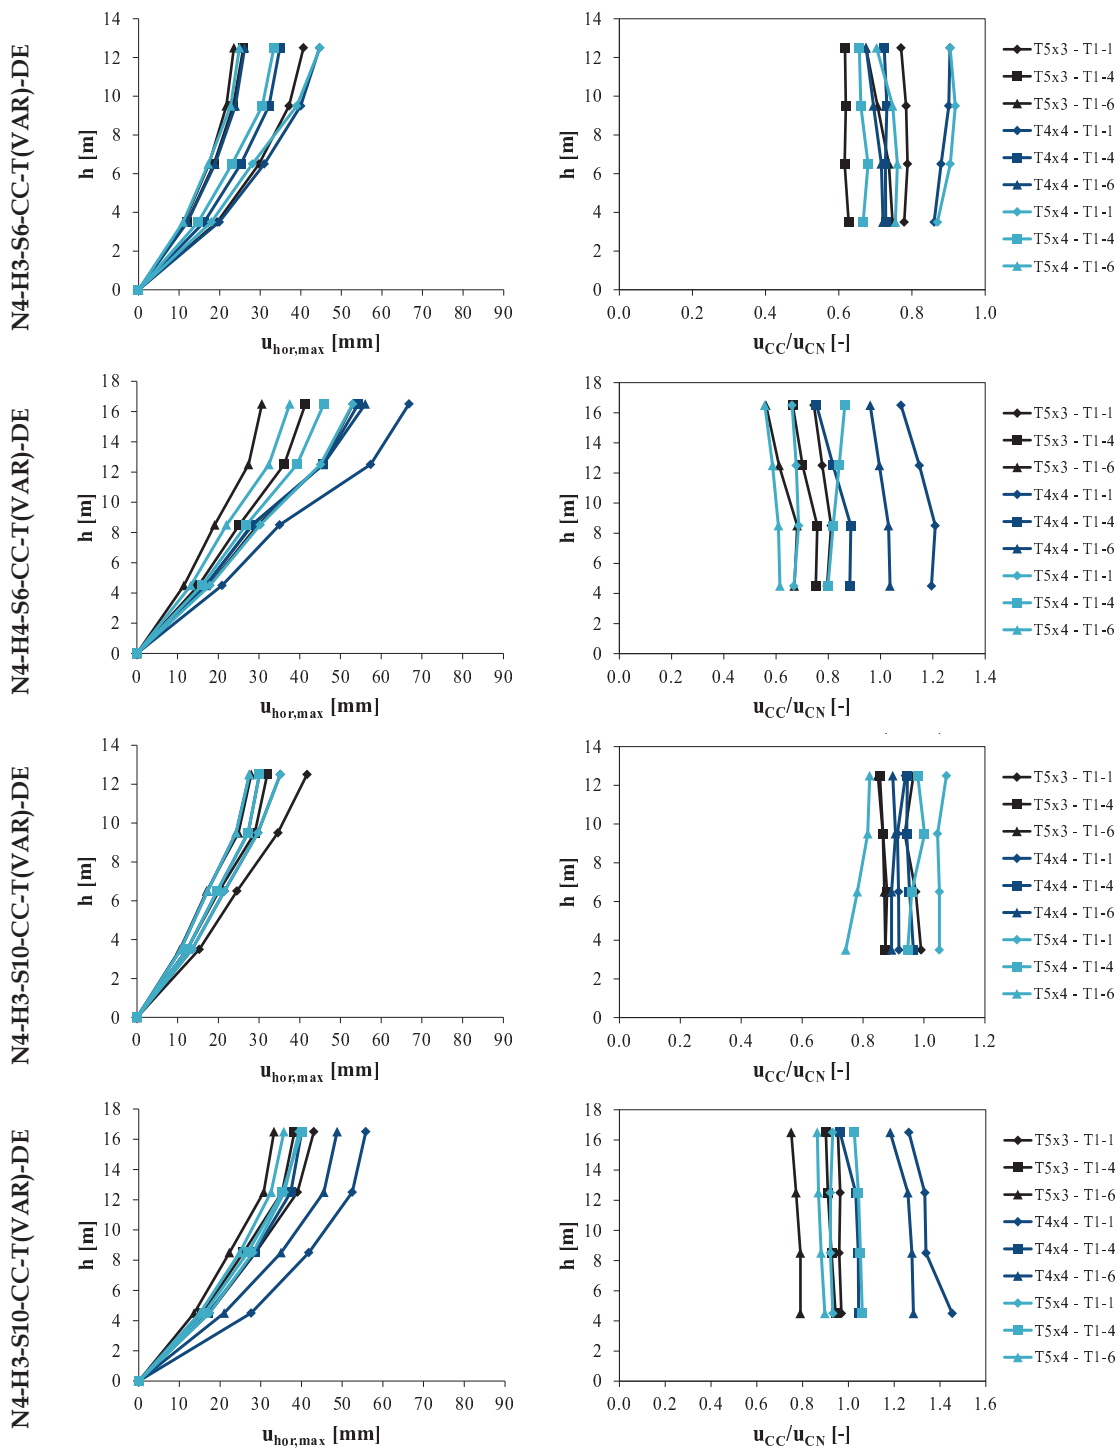 N4-H3-S6-CC-T(VAR)-DE
14
12
10
8
6
4
2
0
h [m]
0 10 20 30 40 50 60 70 80 90
u_hor,max [mm]
14
12
10
8
6
4
2
0
h [m]
0.0 0.2 0.4 0.6 0.8 1.0
u_CC/u_CN [-]
T5x3 - T1-1
T5x3 - T1-4
T5x3 - T1-6
T4x4 - T1-1
T4x4 - T1-4
T4x4 - T1-6
T5x4 - T1-1
T5x4 - T1-4
T5x4 - T1-6
N4-H4-S6-CC-T(VAR)-DE
18
16
14
12
10
8
6
4
2
0
h [m]
0 10 20 30 40 50 60 70 80 90
u_hor,max [mm]
18
16
14
12
10
8
6
4
2
0
h [m]
0.0 0.2 0.4 0.6 0.8 1.0 1.2 1.4
u_CC/u_CN [-]
T5x3 - T1-1
T5x3 - T1-4
T5x3 - T1-6
T4x4 - T1-1
T4x4 - T1-4
T4x4 - T1-6
T5x4 - T1-1
T5x4 - T1-4
T5x4 - T1-6
N4-H3-S10-CC-T(VAR)-DE
14
12
10
8
6
4
2
0
h [m]
0 10 20 30 40 50 60 70 80 90
u_hor,max [mm]
14
12
10
8
6
4
2
0
h [m]
0.0 0.2 0.4 0.6 0.8 1.0 1.2
u_CC/u_CN [-]
T5x3 - T1-1
T5x3 - T1-4
T5x3 - T1-6
T4x4 - T1-1
T4x4 - T1-4
T4x4 - T1-6
T5x4 - T1-1
T5x4 - T1-4
T5x4 - T1-6
N4-H3-S10-CC-T(VAR)-DE
18
16
14
12
10
8
6
4
2
0
h [m]
0 10 20 30 40 50 60 70 80 90
u_hor,max [mm]
18
16
14
12
10
8
6
4
2
0
h [m]
0.0 0.2 0.4 0.6 0.8 1.0 1.2 1.4 1.6
u_CC/u_CN [-]
T5x3 - T1-1
T5x3 - T1-4
T5x3 - T1-6
T4x4 - T1-1
T4x4 - T1-4
T4x4 - T1-6
T5x4 - T1-1
T5x4 - T1-4
T5x4 - T1-6